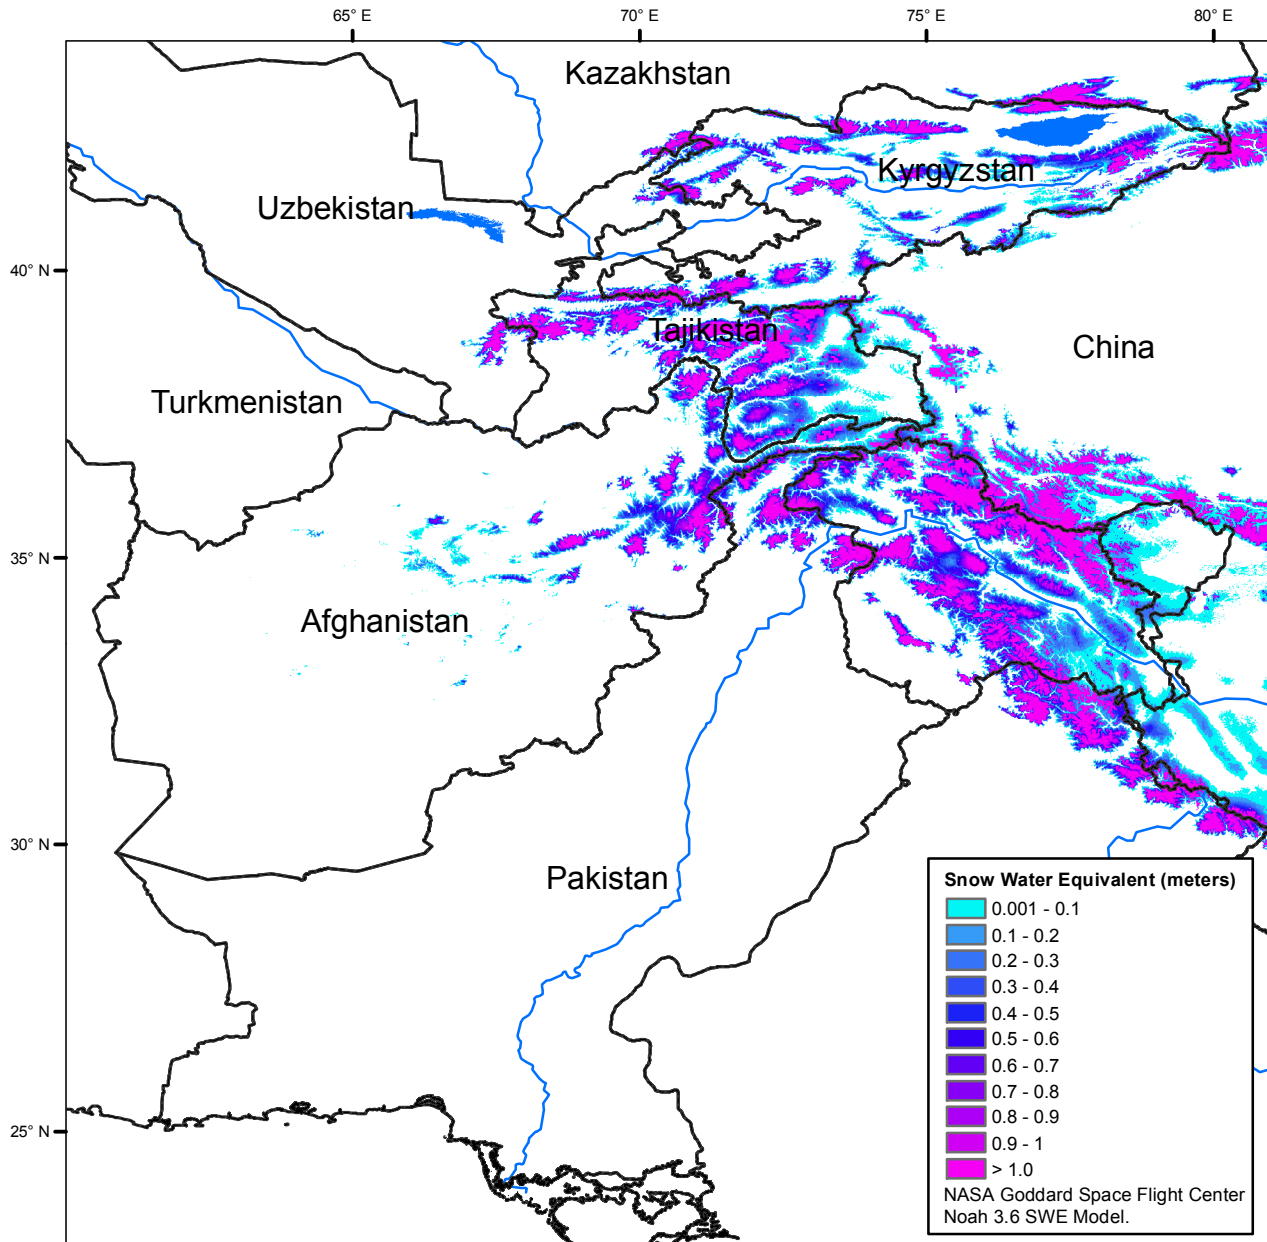 65° E
70° E
75° E
80° E
Kazakhstan
Kyrgyzstan
Uzbekistan
40° N
Tajikistan
China
Turkmenistan
35° N
Afghanistan
30° N
Pakistan
25° N
Snow Water Equivalent (meters)
0.001 - 0.1
0.1 - 0.2
0.2 - 0.3
0.3 - 0.4
0.4 - 0.5
0.5 - 0.6
0.6 - 0.7
0.7 - 0.8
0.8 - 0.9
0.9 - 1
> 1.0
NASA Goddard Space Flight Center
Noah 3.6 SWE Model.